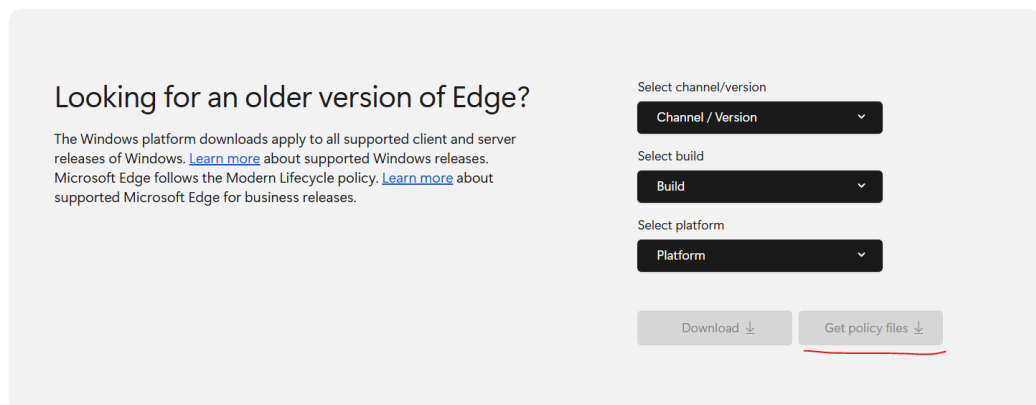 Looking for an older version of Edge?
The Windows platform downloads apply to all supported client and server
releases of Windows. Learn more about supported Windows releases.
Microsoft Edge follows the Modern Lifecycle policy. Learn more about
supported Microsoft Edge for business releases.
Select channel/version
Channel / Version
Select build
Build
Select platform
Platform
Download
Get policy files